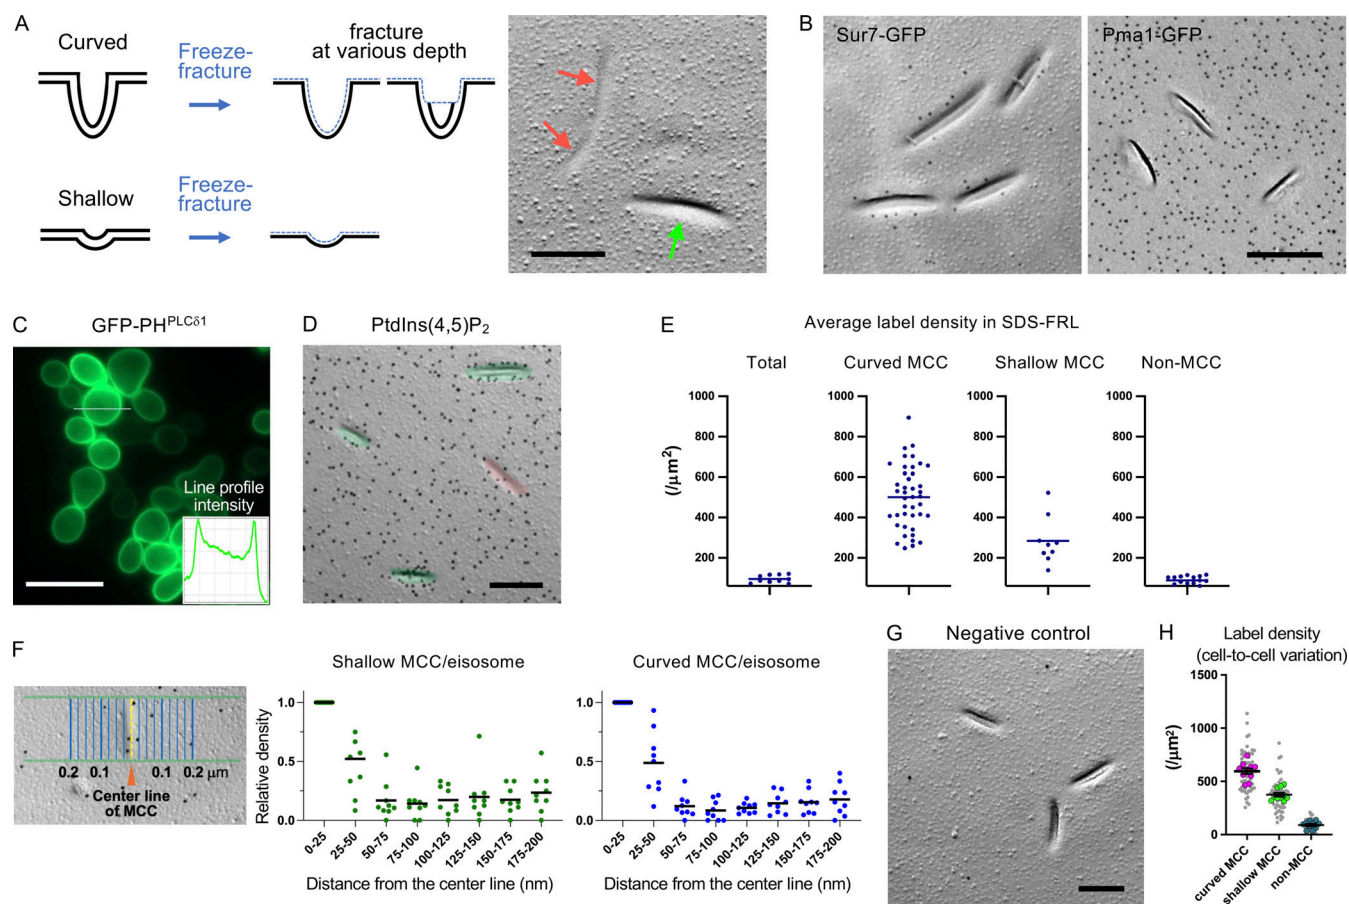 A
Curved
Freeze-
fracture
fracture
at various depth
Shallow
Freeze-
fracture
B
Sur7-GFP
Pma1-GFP
C
GFP-PHPLCδ1
Line profile
intensity
D
PtdIns(4,5)P2
E
Average label density in SDS-FRL
Total
Curved MCC
Shallow MCC
Non-MCC
(/μm2)
1000
800
600
400
200
1000
800
600
400
200
1000
800
600
400
200
1000
800
600
400
200
F
0.2 0.1 0.1 0.2 μm
Center line
of MCC
Shallow MCC/eisosome
Relative density
1.0
0.5
0.0
0-25
25-50
50-75
75-100
100-125
125-150
150-175
175-200
Distance from the center line (nm)
Curved MCC/eisosome
1.0
0.5
0.0
0-25
25-50
50-75
75-100
100-125
125-150
150-175
175-200
Distance from the center line (nm)
G
Negative control
H
Label density
(cell-to-cell variation)
(/μm2)
1500
1000
500
0
curved MCC
shallow MCC
non-MCC